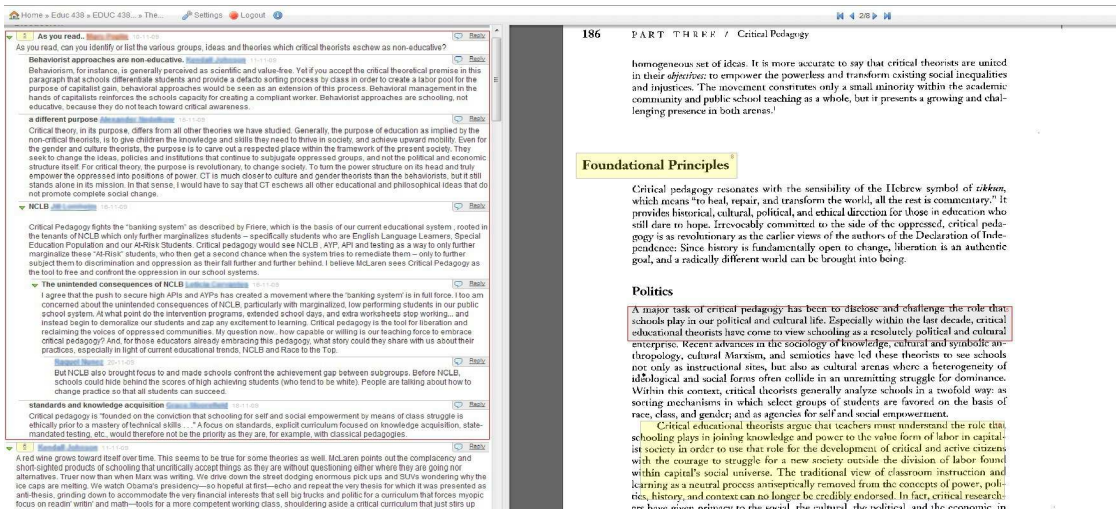 Home » Educ 438 » EDUC 438... » The...
Settings
Logout
2/8
As you read..
16-11-09
Reply
As you read, can you identify or list the various groups, ideas and theories which critical theorists eschew as non-educative?
Behaviorist approaches are non-educative.
Reply
Behaviorism, for instance, is generally perceived as scientific and value-free. Yet if you accept the critical theoretical premise in this
paragraph that schools differentiate students and provide a defacto sorting process by class in order to create a labor pool for the
purpose of capitalist gain, behavioral approaches would be seen as an extension of this process. Behavioral management in the
hands of capitalists reinforces the schools capacity for creating a compliant worker. Behaviorist approaches are schooling, not
educative, because they do not teach toward critical awareness.
a different purpose
16-11-09
Reply
Critical theory, in its purpose, differs from all other theories we have studied. Generally, the purpose of education as implied by the
non-critical theorists, is to give children the knowledge and skills they need to thrive in society, and achieve upward mobility. Even for
the gender and culture theorists, the purpose is to carve out a respected place within the framework of the present society. They
seek to change the ideas, policies and institutions that continue to subjugate oppressed groups, and not the political and economic
structure itself. For critical theory, the purpose is revolutionary, to change society. To turn the power structure on its head and truly
empower the oppressed into positions of power. CT is much closer to culture and gender theorists than the behaviorists, but it still
stands alone in its mission. In that sense, I would have to say that CT eschews all other educational and philosophical ideas that do
not promote complete social change.
NCLB
Reply
Critical Pedagogy fights the "banking system" as described by Friere, which is the basis of our current educational system , rooted in
the tenants of NCLB which only further marginalizes students – specifically students who are English Language Learners, Special
Education Population and our At-Risk Students. Critical pedagogy would see NCLB , AYP, API and testing as a way to only further
marginalize these "At-Risk" students, who then get a second chance when the system tries to remediate them – only to further
subject them to discrimination and oppression as their fall further and further behind. I believe McLaren sees Critical Pedagogy as
the tool to free and confront the oppression in our school systems.
The unintended consequences of NCLB
Reply
I agree that the push to secure high APIs and AYPs has created a movement where the 'banking system' is in full force. I too am
concerned about the unintended consequences of NCLB, particularly with marginalized, low performing students in our public
school system. At what point do the intervention programs, extended school days, and extra worksheets stop working... and
instead begin to demoralize our students and zap any excitement to learning. Critical pedagogy is the tool for liberation and
reclaiming the voices of oppressed communities. My question now.. how capable or willing is our teaching force to embrace
critical pedagogy? And, for those educators already embracing this pedagogy, what story could they share with us about their
practices, especially in light of current educational trends, NCLB and Race to the Top.
20-11-09
Reply
But NCLB also brought focus to and made schools confront the achievement gap between subgroups. Before NCLB,
schools could hide behind the scores of high achieving students (who tend to be white). People are talking about how to
change practice so that all students can succeed.
standards and knowledge acquisition
Reply
Critical pedagogy is "founded on the conviction that schooling for self and social empowerment by means of class struggle is
ethically prior to a mastery of technical skills . . . ." A focus on standards, explicit curriculum focused on knowledge acquisition, state-
mandated testing, etc., would therefore not be the priority as they are, for example, with classical pedagogies.
Reply
A red wine grows toward itself over time. This seems to be true for some theories as well. McLaren points out the complacency and
short-sighted products of schooling that uncritically accept things as they are without questioning either where they are going nor
alternatives. Truer now than when Marx was writing. We drive down the street dodging enormous pick ups and SUVs wondering why the
ice caps are melting. We watch Obama's presidency—so hopeful at first—and repeat the very thesis for which it was presented as
anti-thesis, grinding down to accommodate the very financial interests that sell big trucks and politic for a curriculum that forces myopic
focus on readin' writin' and math—tools for a more competent working class, shouldering aside a critical curriculum that just stirs up
186 PART THREE / Critical Pedagogy
homogeneous set of ideas. It is more accurate to say that critical theorists are united
in their objectives: to empower the powerless and transform existing social inequalities
and injustices. The movement constitutes only a small minority within the academic
community and public school teaching as a whole, but it presents a growing and chal-
lenging presence in both arenas.¹
Foundational Principles
Critical pedagogy resonates with the sensibility of the Hebrew symbol of tikkun,
which means "to heal, repair, and transform the world, all the rest is commentary." It
provides historical, cultural, political, and ethical direction for those in education who
still dare to hope. Irrevocably committed to the side of the oppressed, critical peda-
gogy is as revolutionary as the earlier views of the authors of the Declaration of Inde-
pendence: Since history is fundamentally open to change, liberation is an authentic
goal, and a radically different world can be brought into being.
Politics
A major task of critical pedagogy has been to disclose and challenge the role that
schools play in our political and cultural life. Especially within the last decade, critical
educational theorists have come to view schooling as a resolutely political and cultural
enterprise. Recent advances in the sociology of knowledge, cultural and symbolic an-
thropology, cultural Marxism, and semiotics have led these theorists to see schools
not only as instructional sites, but also as cultural arenas where a heterogeneity of
ideological and social forms often collide in an unremitting struggle for dominance.
Within this context, critical theorists generally analyze schools in a twofold way: as
sorting mechanisms in which select groups of students are favored on the basis of
race, class, and gender; and as agencies for self and social empowerment.
Critical educational theorists argue that teachers must understand the role that
schooling plays in joining knowledge and power to the value form of labor in capital-
ist society in order to use that role for the development of critical and active citizens
with the courage to struggle for a new society outside the division of labor found
within capital's social universe. The traditional view of classroom instruction and
learning as a neutral process antiseptically removed from the concepts of power, poli-
tics, history, and context can no longer be credibly endorsed. In fact, critical research-
ers have given primacy to the social, the cultural, the political, and the economic, in